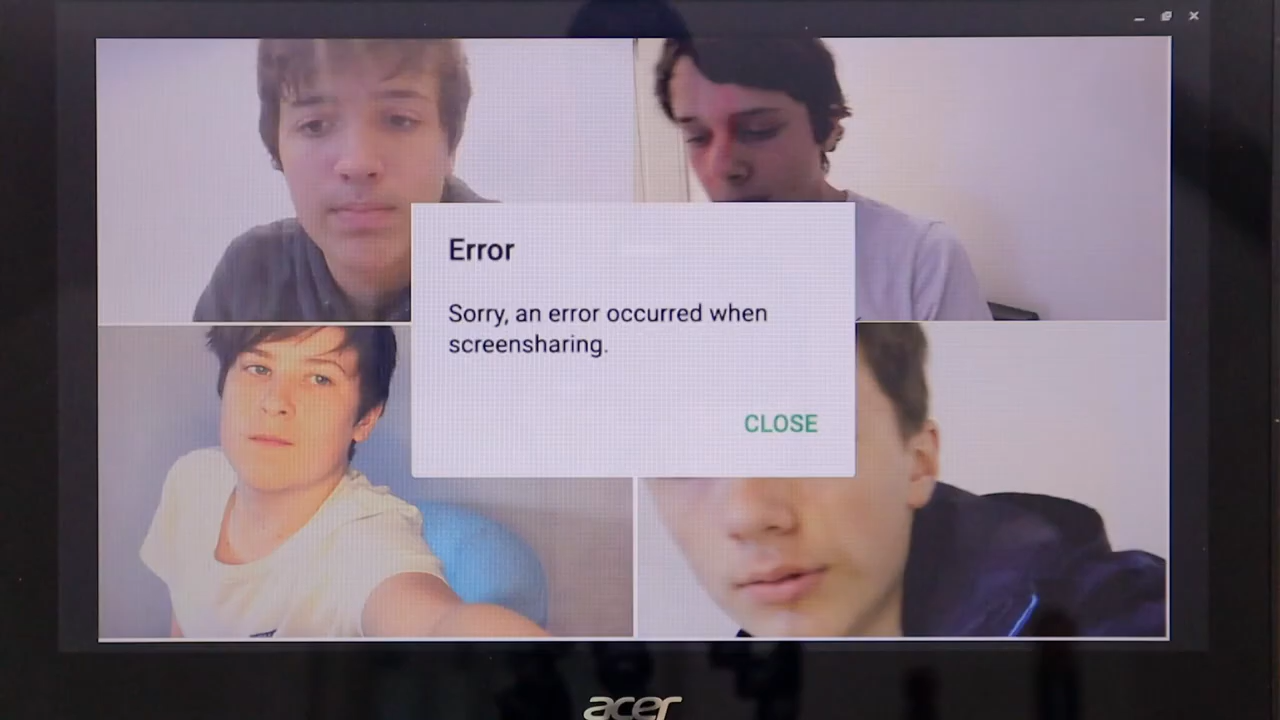 Error
Sorry, an error occurred when
screensharing.
CLOSE
acer